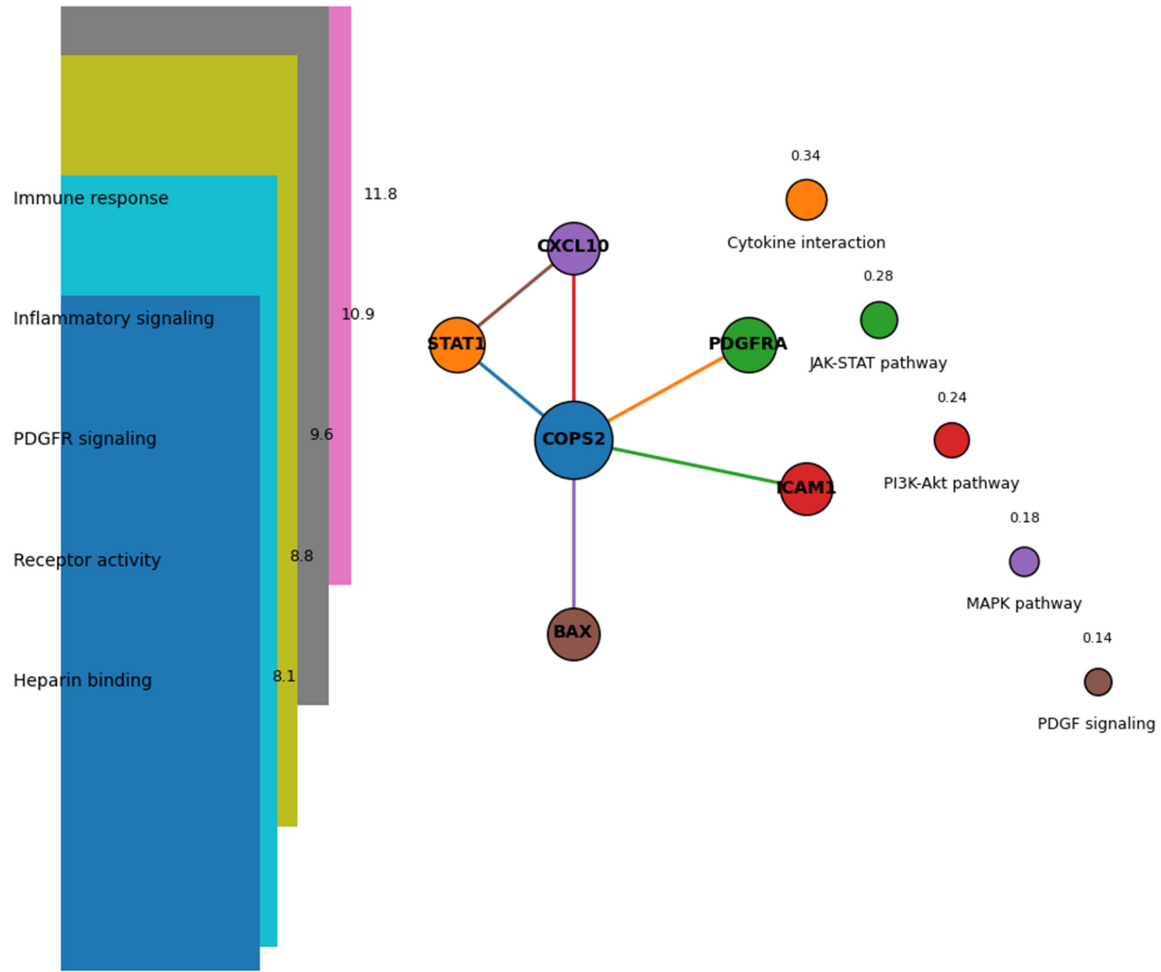 Immune response
11.8
Inflammatory signaling
10.9
PDGFR signaling
9.6
Receptor activity
8.8
Heparin binding
8.1
CXCL10
STAT1
PDGFRA
COPS2
ICAM1
BAX
0.34
Cytokine interaction
0.28
JAK-STAT pathway
0.24
PI3K-Akt pathway
0.18
MAPK pathway
0.14
PDGF signaling